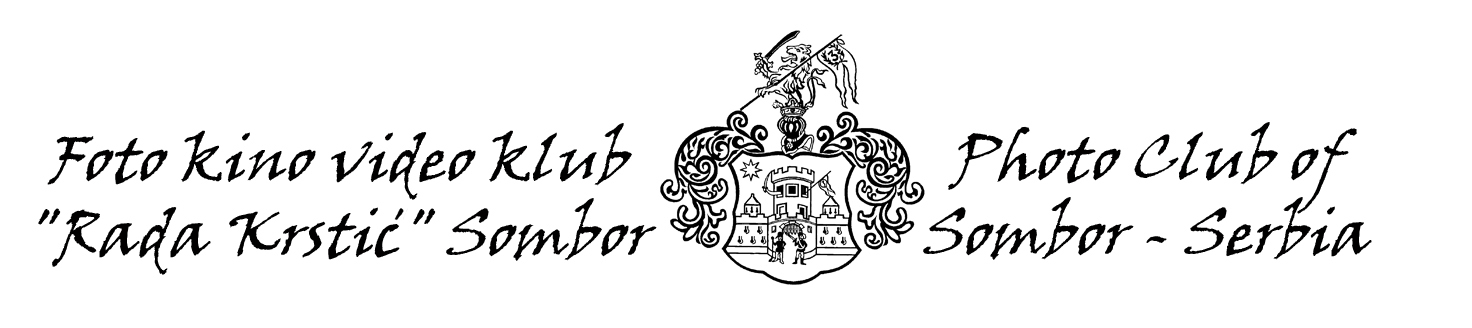 Foto kino video klub
"Rada Krstić" Sombor
Photo Club of
Sombor - Serbia